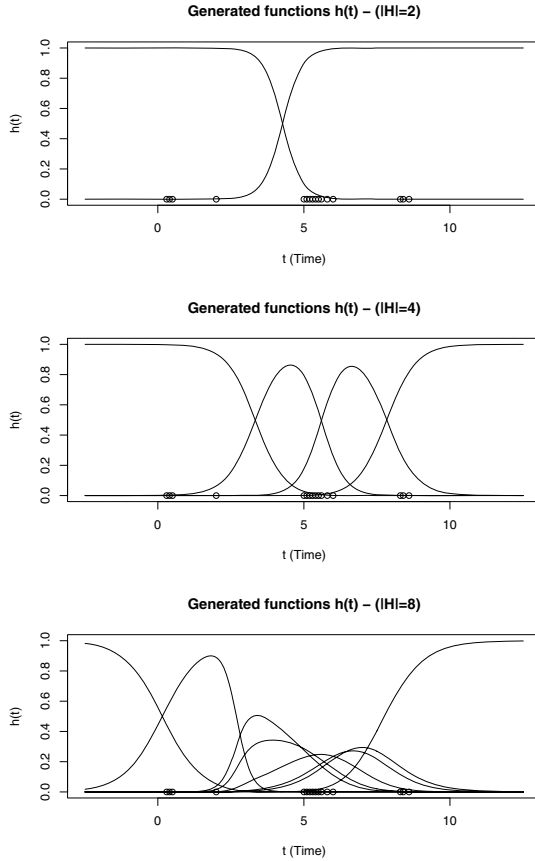 Generated functions h(t) − (|H|=2)
h(t)
0.0 0.2 0.4 0.6 0.8 1.0
0 5 10
t (Time)
Generated functions h(t) − (|H|=4)
h(t)
0.0 0.2 0.4 0.6 0.8 1.0
0 5 10
t (Time)
Generated functions h(t) − (|H|=8)
h(t)
0.0 0.2 0.4 0.6 0.8 1.0
0 5 10
t (Time)